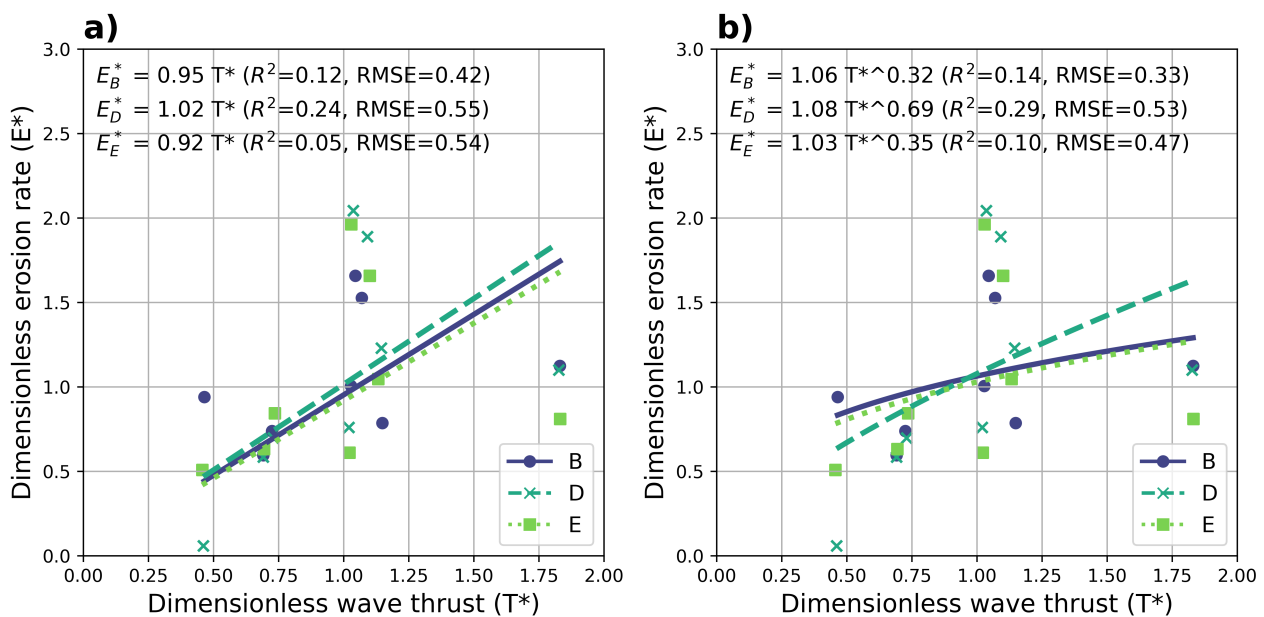 a)
E*B = 0.95 T* (R²=0.12, RMSE=0.42)
E*D = 1.02 T* (R²=0.24, RMSE=0.55)
E*E = 0.92 T* (R²=0.05, RMSE=0.54)
Dimensionless erosion rate (E*)
3.0
2.5
2.0
1.5
1.0
0.5
0.0
B
D
E
0.00 0.25 0.50 0.75 1.00 1.25 1.50 1.75 2.00
Dimensionless wave thrust (T*)
b)
E*B = 1.06 T*^0.32 (R²=0.14, RMSE=0.33)
E*D = 1.08 T*^0.69 (R²=0.29, RMSE=0.53)
E*E = 1.03 T*^0.35 (R²=0.10, RMSE=0.47)
Dimensionless erosion rate (E*)
3.0
2.5
2.0
1.5
1.0
0.5
0.0
B
D
E
0.00 0.25 0.50 0.75 1.00 1.25 1.50 1.75 2.00
Dimensionless wave thrust (T*)